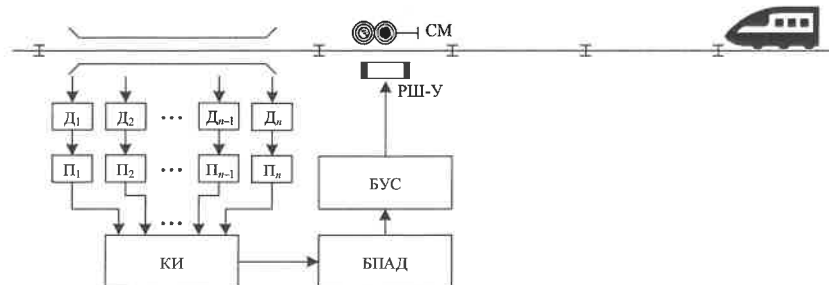 СМ
РШ-У
Д1 Д2 ... Дn-1 Дn
П1 П2 ... Пn-1 Пn
...
БУС
КИ БПАД